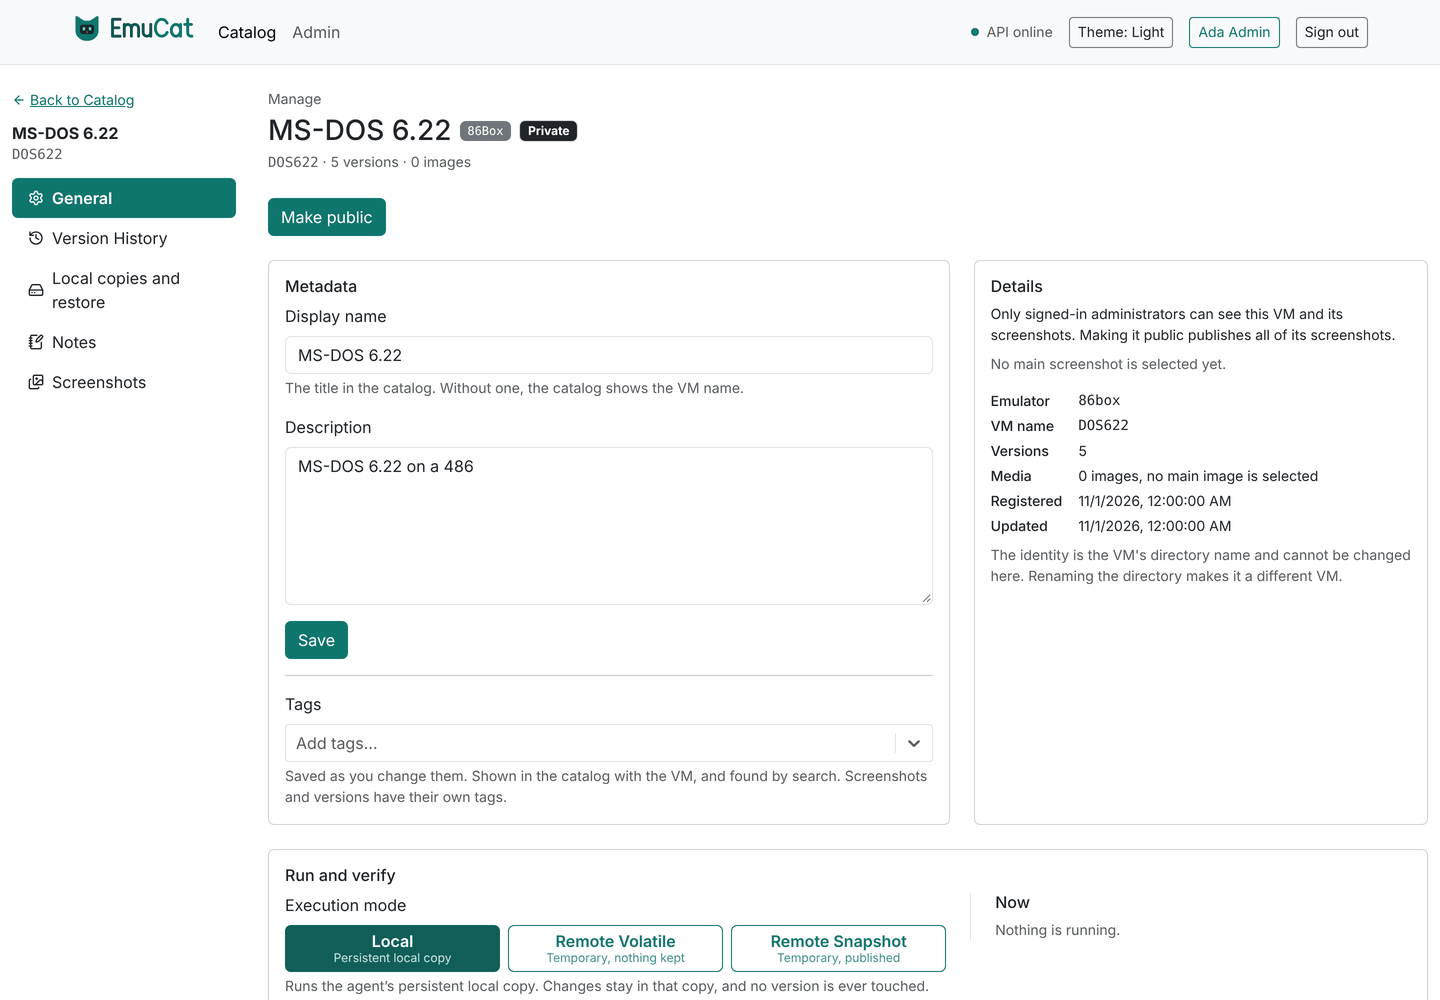 EmuCat
Catalog
Admin
API online
Theme: Light
Ada Admin
Sign out
← Back to Catalog
MS-DOS 6.22
DOS622
General
Version History
Local copies and
restore
Notes
Screenshots
Manage
MS-DOS 6.22 86Box Private
DOS622 · 5 versions · 0 images
Make public
Metadata
Display name
MS-DOS 6.22
The title in the catalog. Without one, the catalog shows the VM name.
Description
MS-DOS 6.22 on a 486
Save
Tags
Add tags...
Saved as you change them. Shown in the catalog with the VM, and found by search. Screenshots
and versions have their own tags.
Details
Only signed-in administrators can see this VM and its
screenshots. Making it public publishes all of its screenshots.
No main screenshot is selected yet.
Emulator 86box
VM name DOS622
Versions 5
Media 0 images, no main image is selected
Registered 11/1/2026, 12:00:00 AM
Updated 11/1/2026, 12:00:00 AM
The identity is the VM's directory name and cannot be changed
here. Renaming the directory makes it a different VM.
Run and verify
Execution mode
Local
Persistent local copy
Remote Volatile
Temporary, nothing kept
Remote Snapshot
Temporary, published
Runs the agent’s persistent local copy. Changes stay in that copy, and no version is ever touched.
Now
Nothing is running.